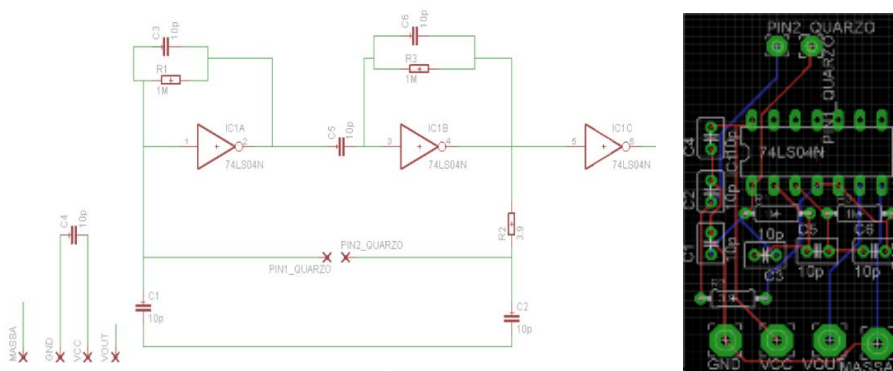 C3
10p
R1
1M
IC1A
1
2
74LS04N
C5
10p
C6
10p
R3
1M
IC1B
3
4
74LS04N
IC1C
5
6
74LS04N
R2
3.9
PIN2_QUARZO
PIN1_QUARZO
C1
10p
C2
10p
C4
10p
MASSA
GND
VCC
VOUT
PIN2_QUARZO
PIN1_QUARZO
C4
10p
74LS04N
C2
10p
C1
10p
10p
C3
C5
10p
C6
10p
3.9
GND
VCC
VOUT
MASSA